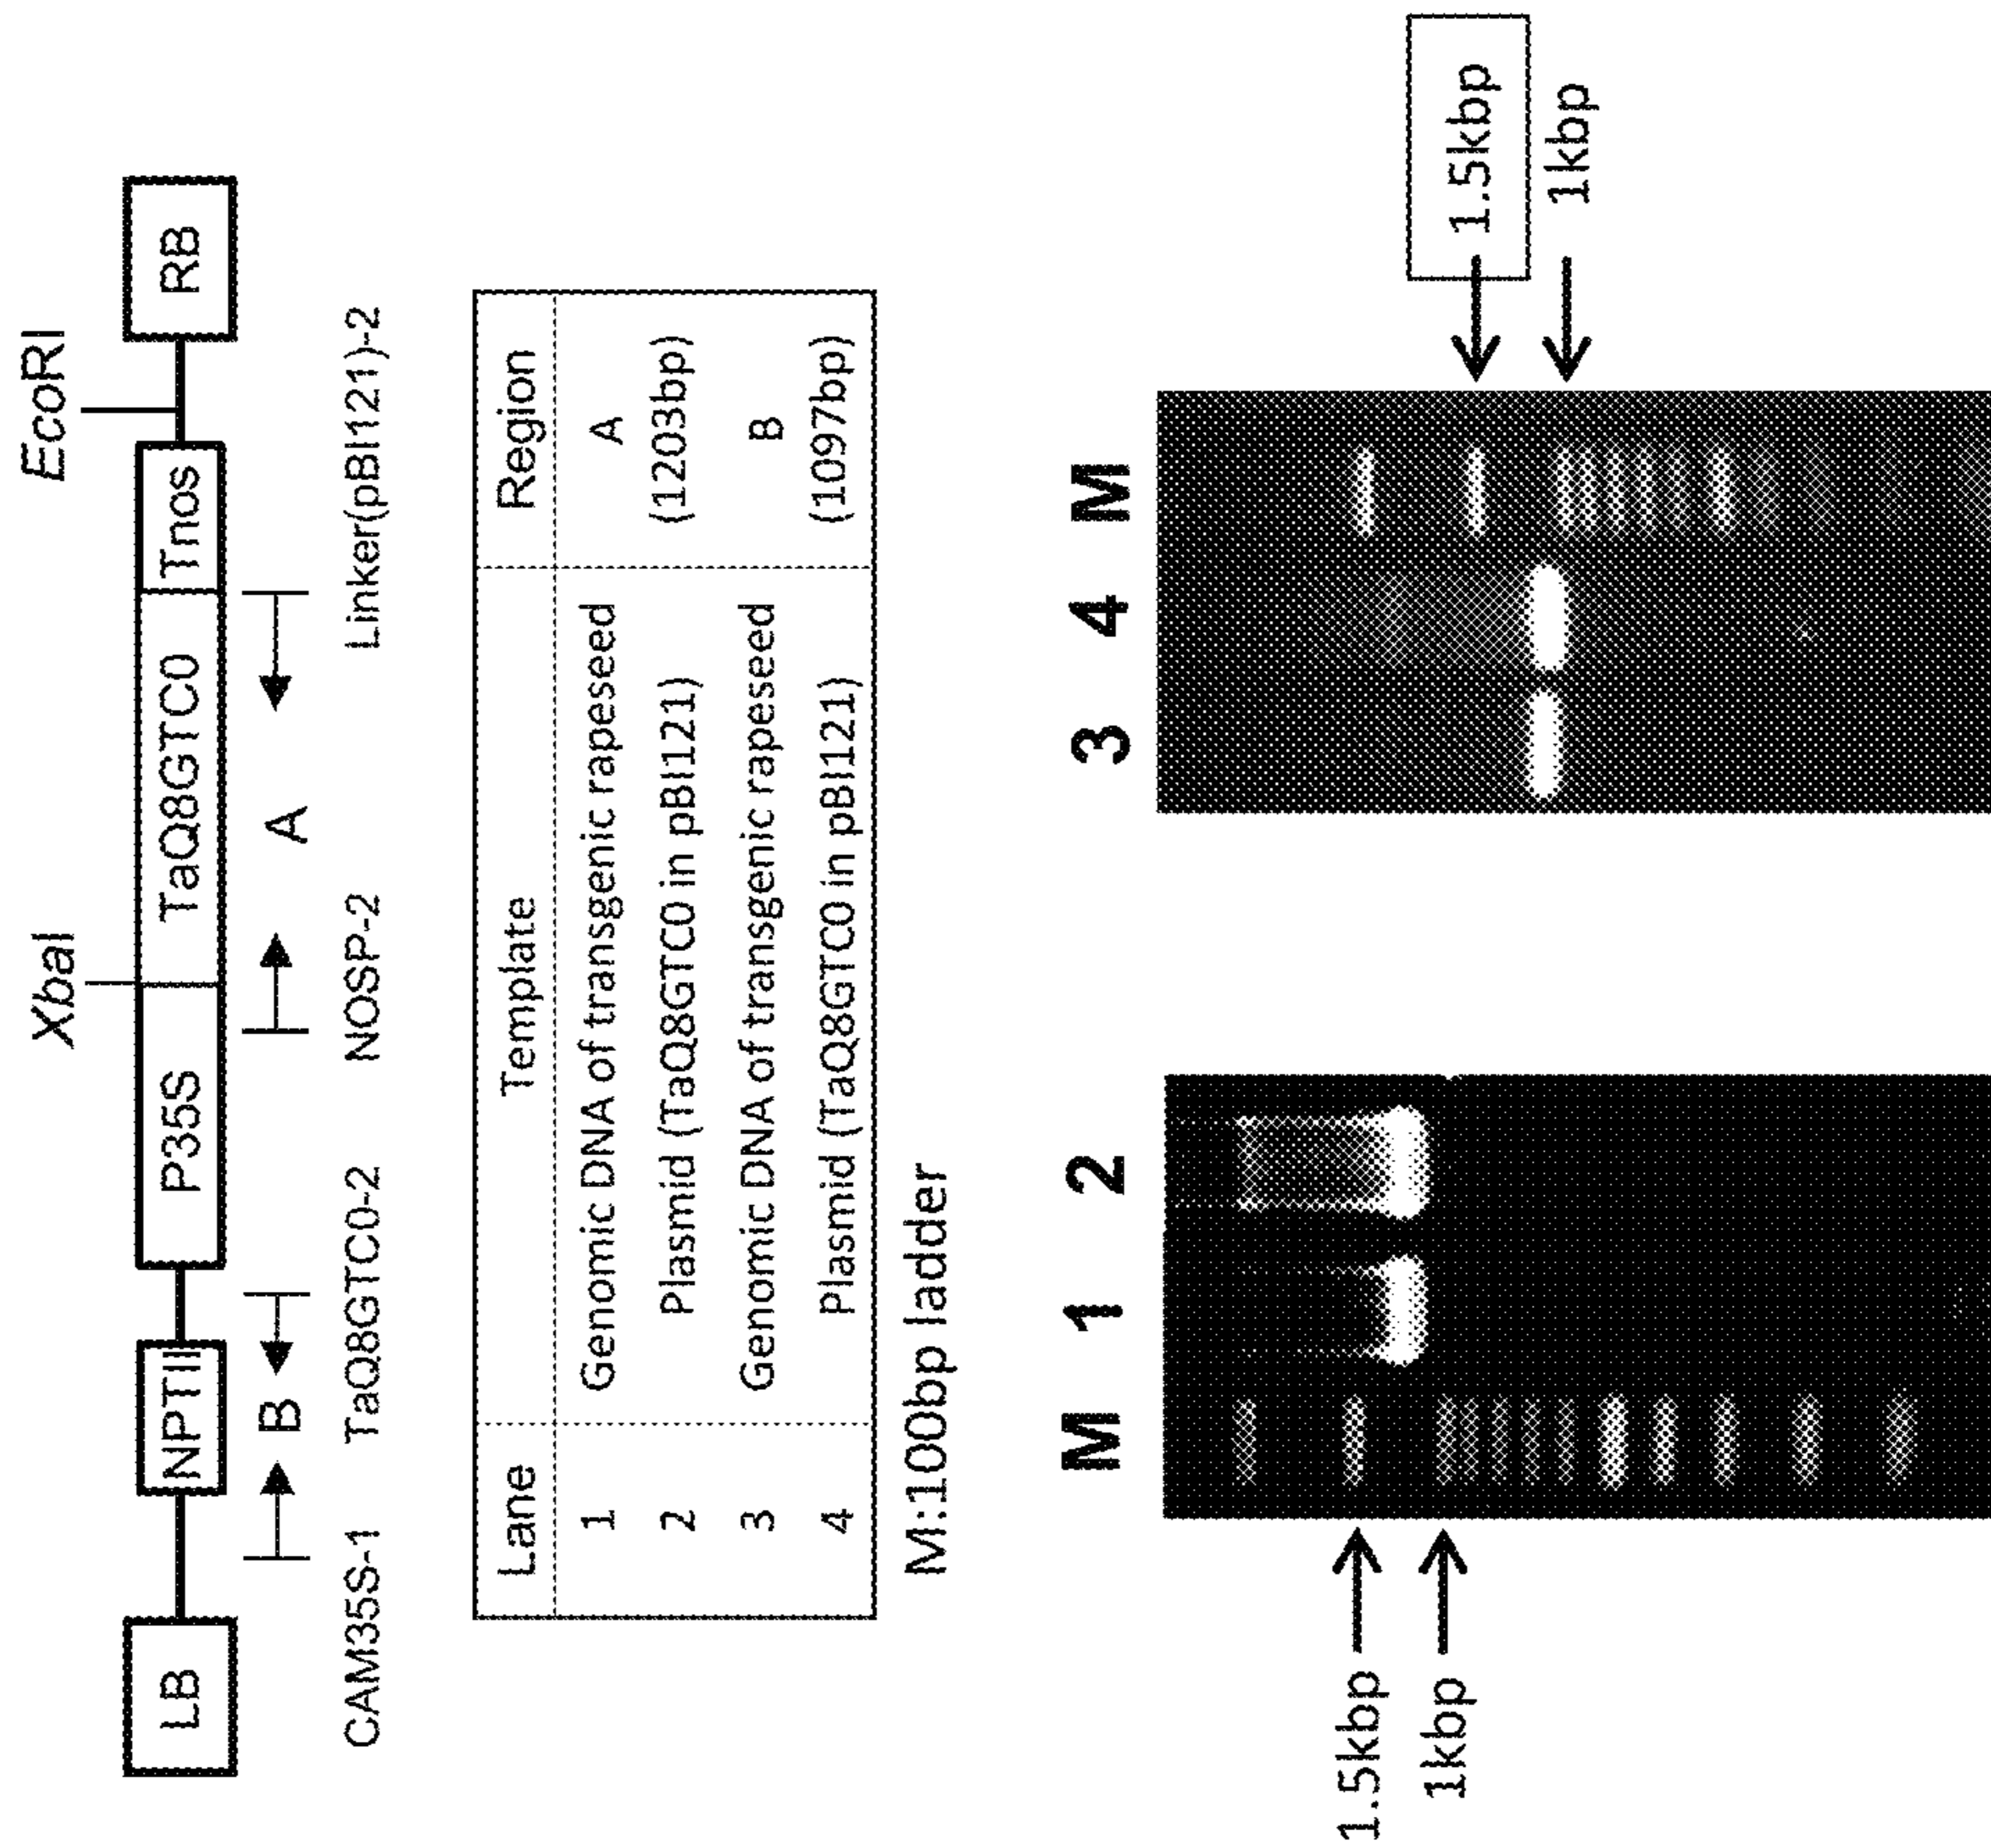 XbaI
EcoRI
LB
NPTII
P35S
TaQ8GTC0
Tnos
RB
B
A
CAM35S-1
TaQ8GTC0-2
NOSP-2
Linker(pBI121)-2
Lane Template Region
1 Genomic DNA of transgenic rapeseed A
2 Plasmid (TaQ8GTC0 in pBI121) (1203bp)
3 Genomic DNA of transgenic rapeseed B
4 Plasmid (TaQ8GTC0 in pBI121) (1097bp)
M:100bp ladder
M 1 2
1.5kbp
1kbp
3 4 M
1.5kbp
1kbp